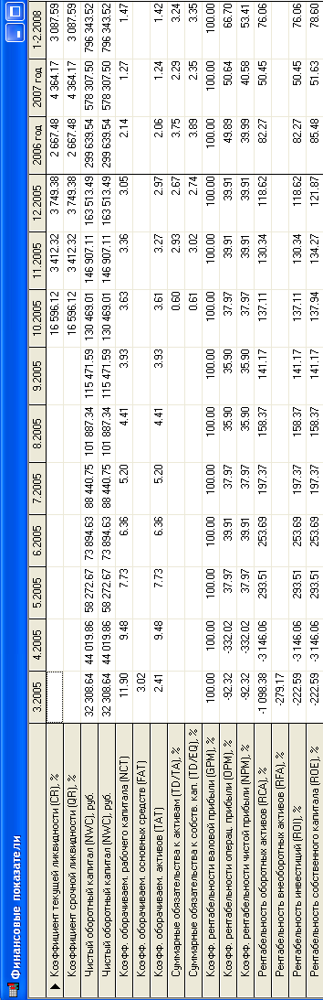 Финансовые показатели
3.2005 4.2005 5.2005 6.2005 7.2005 8.2005 9.2005 10.2005 11.2005 12.2005 2006 год 2007 год 1-2.2008
Коэффициент текущей ликвидности (CR), % 16 596.12 3 412.32 3 749.38 2 667.48 4 364.17 3 087.59
Коэффициент срочной ликвидности (QR), % 16 596.12 3 412.32 3 749.38 2 667.48 4 364.17 3 087.59
Чистый оборотный капитал (NWC), руб. 32 308.64 44 019.86 58 272.67 73 894.63 88 440.75 101 887.34 115 471.59 130 469.01 146 907.11 163 513.49 299 639.54 578 307.50 796 343.52
Чистый оборотный капитал (NWC), руб. 32 308.64 44 019.86 58 272.67 73 894.63 88 440.75 101 887.34 115 471.59 130 469.01 146 907.11 163 513.49 299 639.54 578 307.50 796 343.52
Коэфф. оборачиваем. рабочего капитала (NCT) 11.90 9.48 7.73 6.36 5.20 4.41 3.93 3.63 3.36 3.05 2.14 1.27 1.47
Коэфф. оборачиваем. основных средств (FAT) 3.02
Коэфф. оборачиваем. активов (TAT) 2.41 9.48 7.73 6.36 5.20 4.41 3.93 3.61 3.27 2.97 2.06 1.24 1.42
Суммарные обязательства к активам (TD/TA), % 0.60 2.93 2.67 3.75 2.29 3.24
Суммарные обязательства к собств. кап. (TD/EQ), % 0.61 3.02 2.74 3.89 2.35 3.35
Коэфф. рентабельности валовой прибыли (GPM), % 100.00 100.00 100.00 100.00 100.00 100.00 100.00 100.00 100.00 100.00 100.00 100.00 100.00
Коэфф. рентабельности операц. прибыли (OPM), % -92.32 -332.02 37.97 39.91 37.97 35.90 35.90 37.97 39.91 39.91 49.89 50.64 66.70
Коэфф. рентабельности чистой прибыли (NPM), % -92.32 -332.02 37.97 39.91 37.97 35.90 35.90 37.97 39.91 39.91 39.99 40.58 53.41
Рентабельность оборотных активов (RCA), % -1 098.38 -3 146.06 293.51 253.69 197.37 158.37 141.17 137.11 130.34 118.62 82.27 50.45 76.06
Рентабельность внеоборотных активов (RFA), % -279.17
Рентабельность инвестиций (ROI), % -222.59 -3 146.06 293.51 253.69 197.37 158.37 141.17 137.11 130.34 118.62 82.27 50.45 76.06
Рентабельность собственного капитала (ROE), % -222.59 -3 146.06 293.51 253.69 197.37 158.37 141.17 137.94 134.27 121.87 85.48 51.63 78.60